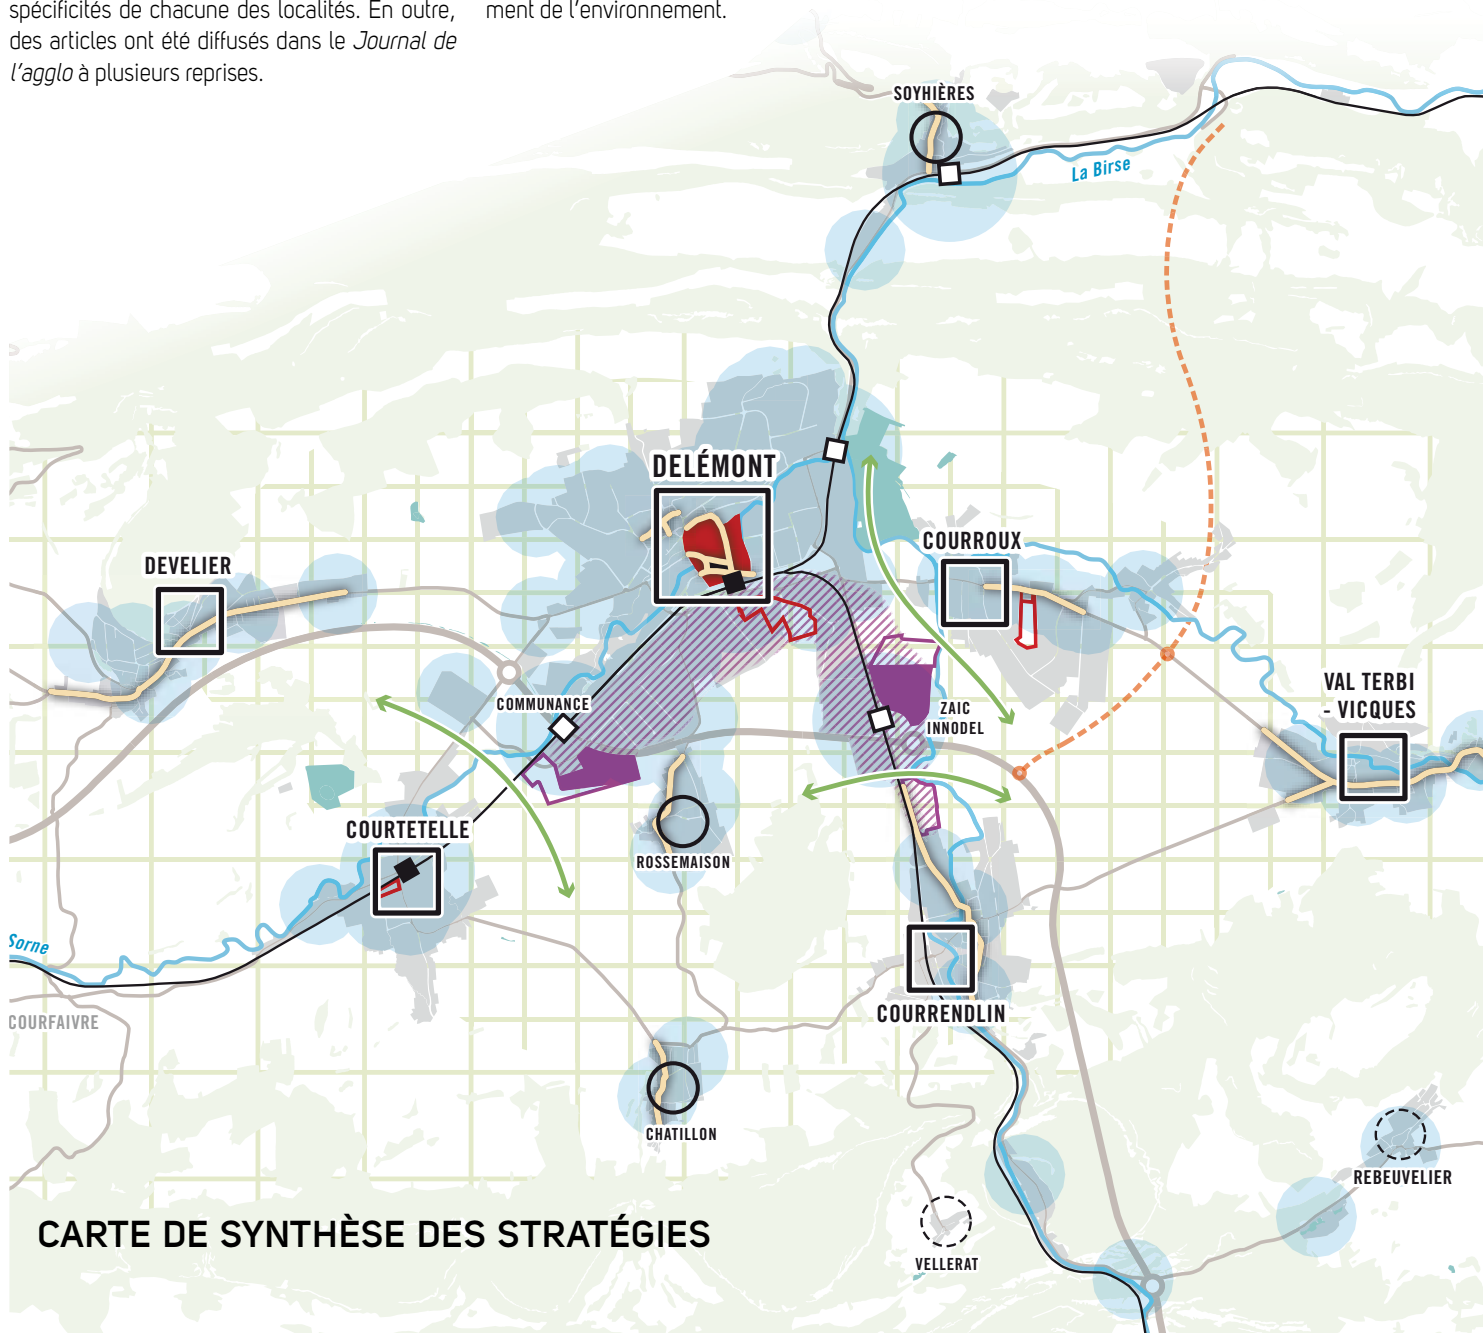 spécificités de chacune des localités. En outre,
des articles ont été diffusés dans le Journal de
l'agglo à plusieurs reprises.
ment de l'environnement.
SOYHIÈRES
La Birse
DELÉMONT
COURROUX
DEVELIER
VAL TERBI
- VICQUES
COMMUNANCE
ZAIC
INNODEL
COURTETELLE
ROSSEMAISON
Sorne
COURRENDLIN
COURFAIVRE
CHATILLON
REBEUVELIER
CARTE DE SYNTHÈSE DES STRATÉGIES
VELLERAT